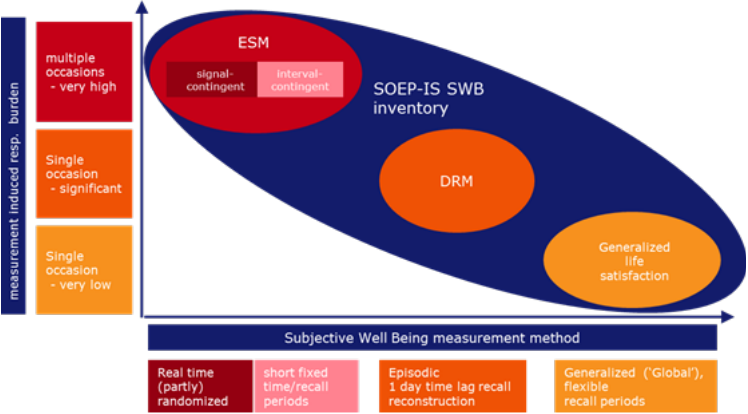 measurement induced resp. burden
multiple
occasions
- very high
Single
occasion
- significant
Single
occasion
- very low
ESM
signal-
contingent
interval-
contingent
SOEP-IS SWB
inventory
DRM
Generalized
life
satisfaction
Subjective Well Being measurement method
Real time
(partly)
randomized
short fixed
time/recall
periods
Episodic
1 day time lag recall
reconstruction
Generalized ('Global'),
flexible
recall periods